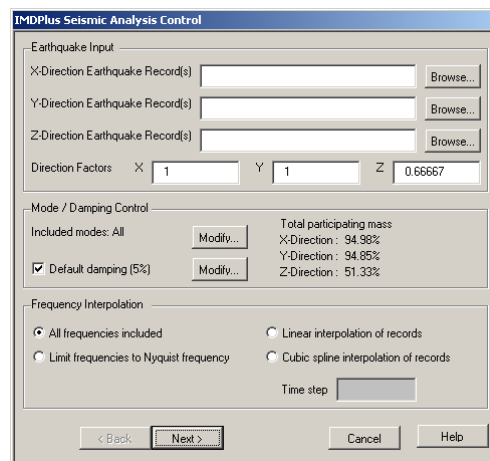 IMDPlus Seismic Analysis Control
Earthquake Input
X-Direction Earthquake Record(s)
Browse...
Y-Direction Earthquake Record(s)
Browse...
Z-Direction Earthquake Record(s)
Browse...
Direction Factors X 1 Y 1 Z 0.66667
Mode / Damping Control
Included modes: All
Modify...
Default damping (5%)
Modify...
Total participating mass
X-Direction : 94.98%
Y-Direction : 94.85%
Z-Direction : 51.33%
Frequency Interpolation
All frequencies included
Linear interpolation of records
Limit frequencies to Nyquist frequency
Cubic spline interpolation of records
Time step
< Back Next > Cancel Help